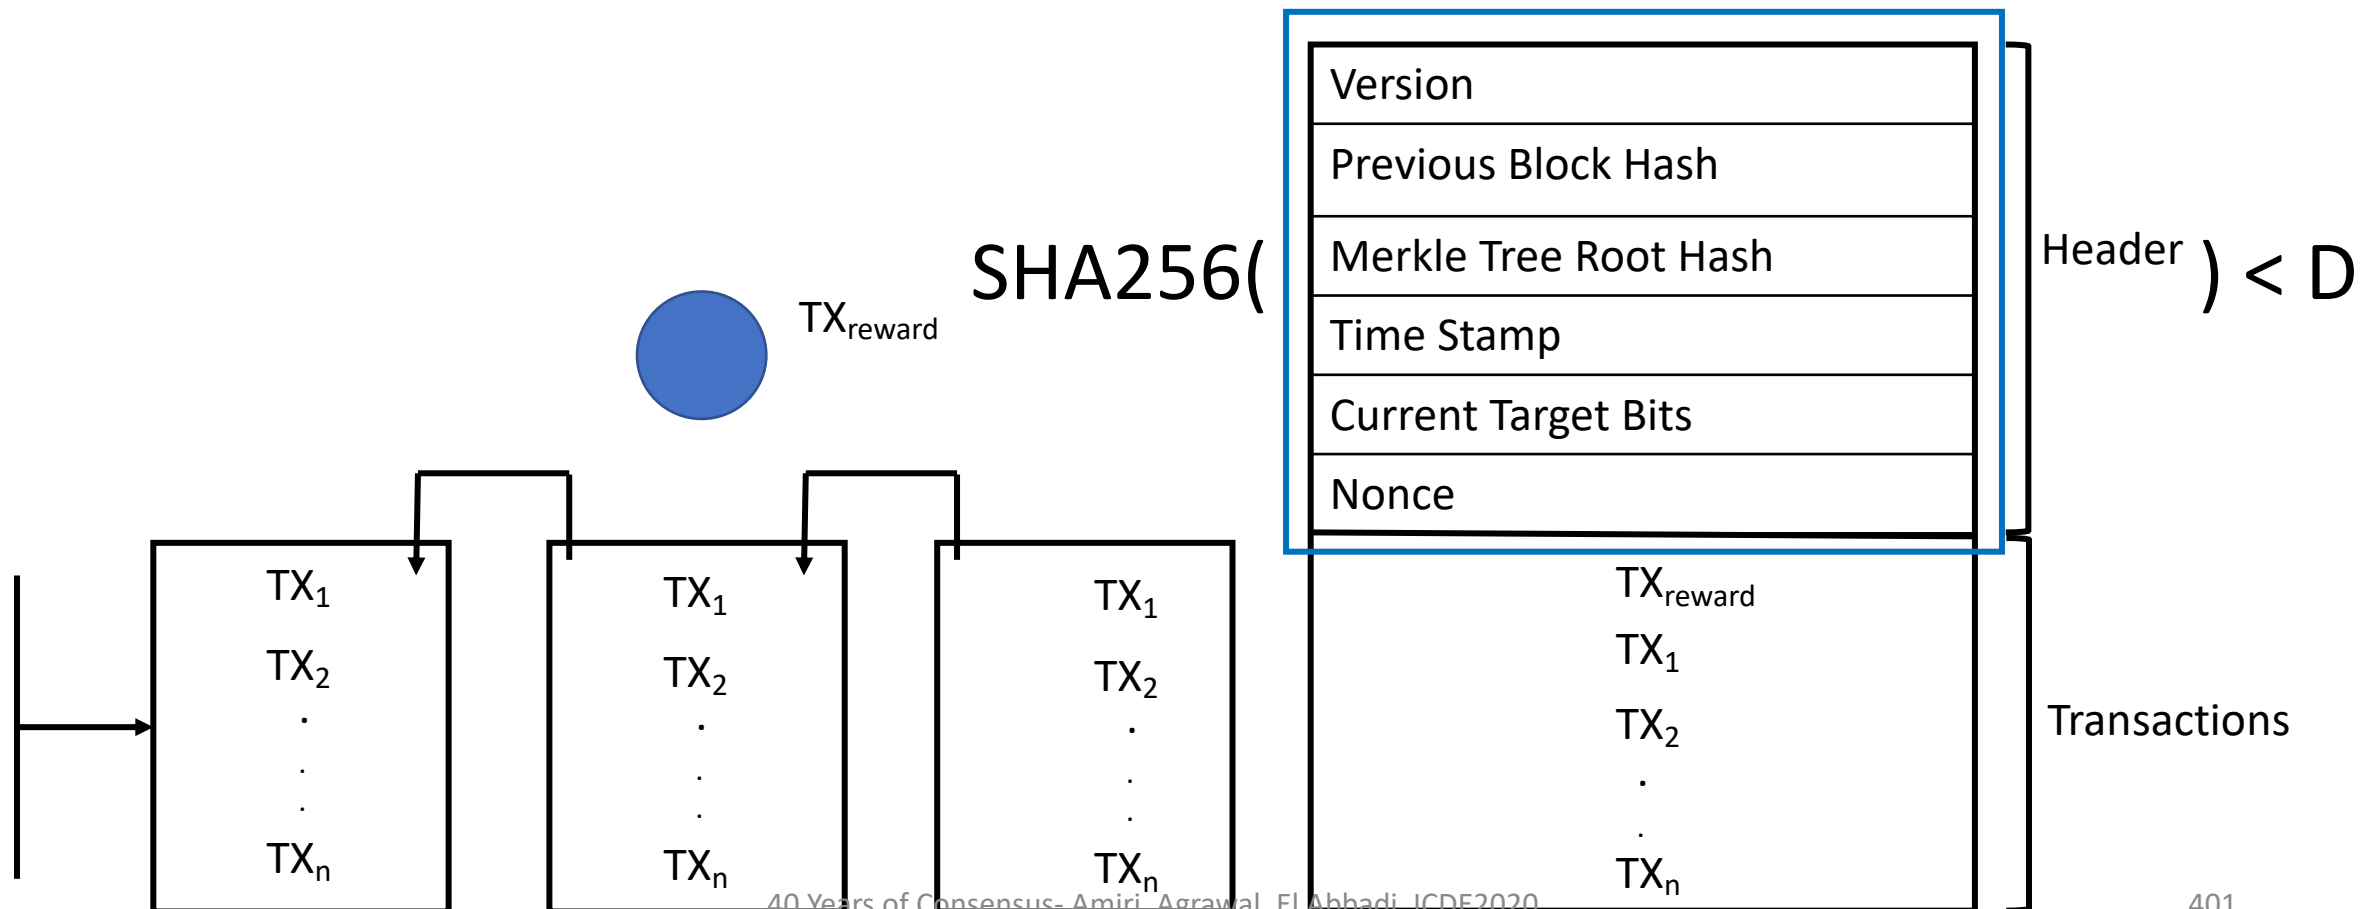 Version
Previous Block Hash
Merkle Tree Root Hash
Time Stamp
Current Target Bits
Nonce
SHA256(
Header
) < D
TXreward
TX1
TX2
.
.
.
TXn
TX1
TX2
.
.
.
TXn
TX1
TX2
.
.
.
TXn
TXreward
TX1
TX2
.
.
TXn
Transactions
40 Years of Consensus- Amiri, Agrawal, El Abbadi, ICDE2020
401